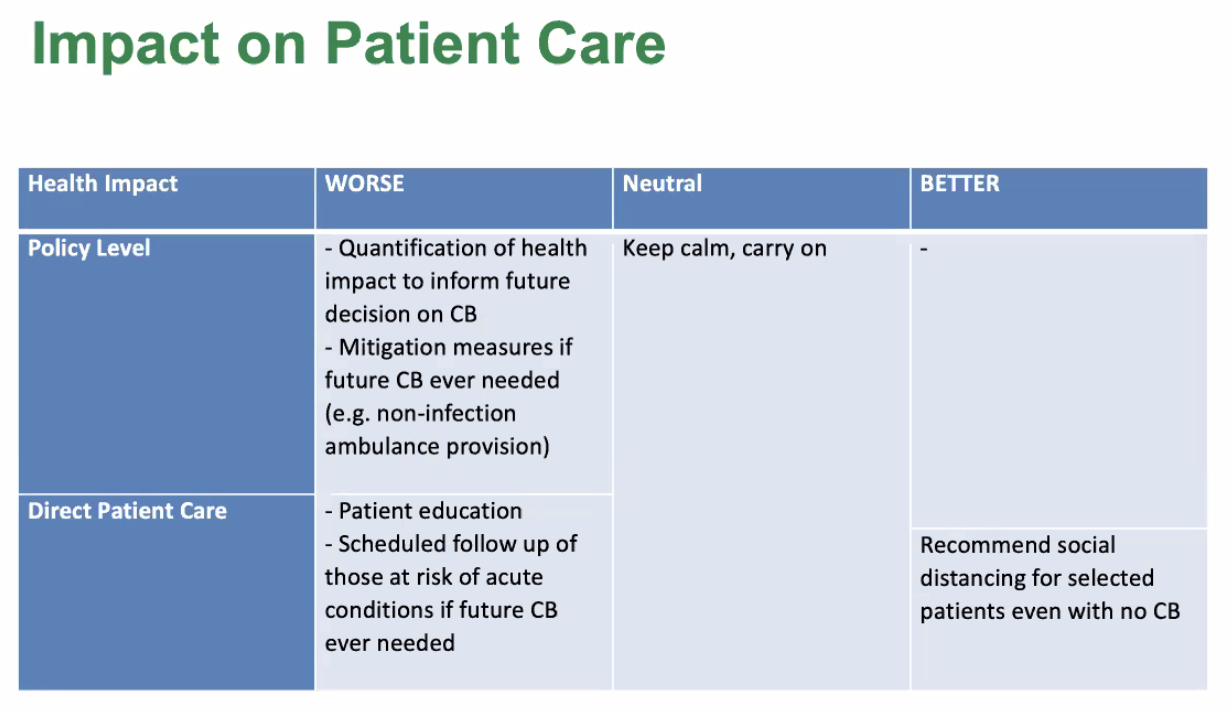 Impact on Patient Care
Health Impact
WORSE
Neutral
BETTER
Policy Level
- Quantification of health
impact to inform future
decision on CB
- Mitigation measures if
future CB ever needed
(e.g. non-infection
ambulance provision)
Keep calm, carry on
-
Direct Patient Care
- Patient education
- Scheduled follow up of
those at risk of acute
conditions if future CB
ever needed
Recommend social
distancing for selected
patients even with no CB